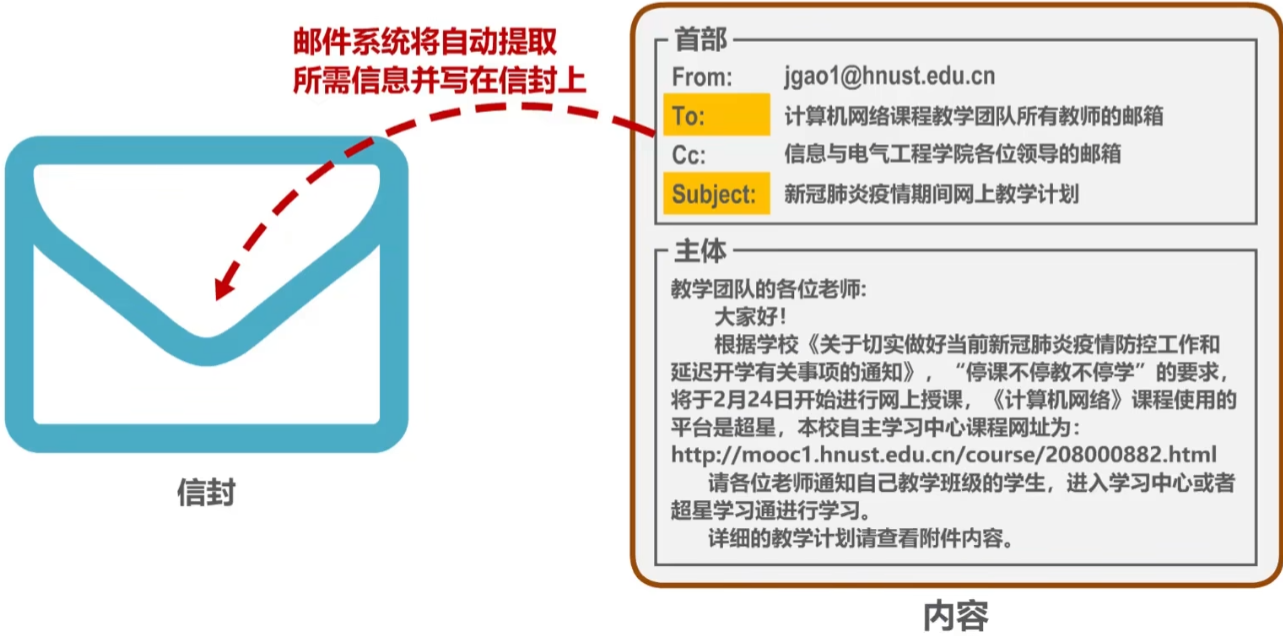 邮件系统将自动提取
所需信息并写在信封上
信封
首部
From: jgao1@hnust.edu.cn
To: 计算机网络课程教学团队所有教师的邮箱
Cc: 信息与电气工程学院各位领导的邮箱
Subject: 新冠肺炎疫情期间网上教学计划
主体
教学团队的各位老师:
大家好!
根据学校《关于切实做好当前新冠肺炎疫情防控工作和
延迟开学有关事项的通知》，“停课不停教不停学”的要求，
将于2月24日开始进行网上授课，《计算机网络》课程使用的
平台是超星，本校自主学习中心课程网址为：
http://mooc1.hnust.edu.cn/course/208000882.html
请各位老师通知自己教学班级的学生，进入学习中心或者
超星学习通进行学习。
详细的教学计划请查看附件内容。
内容